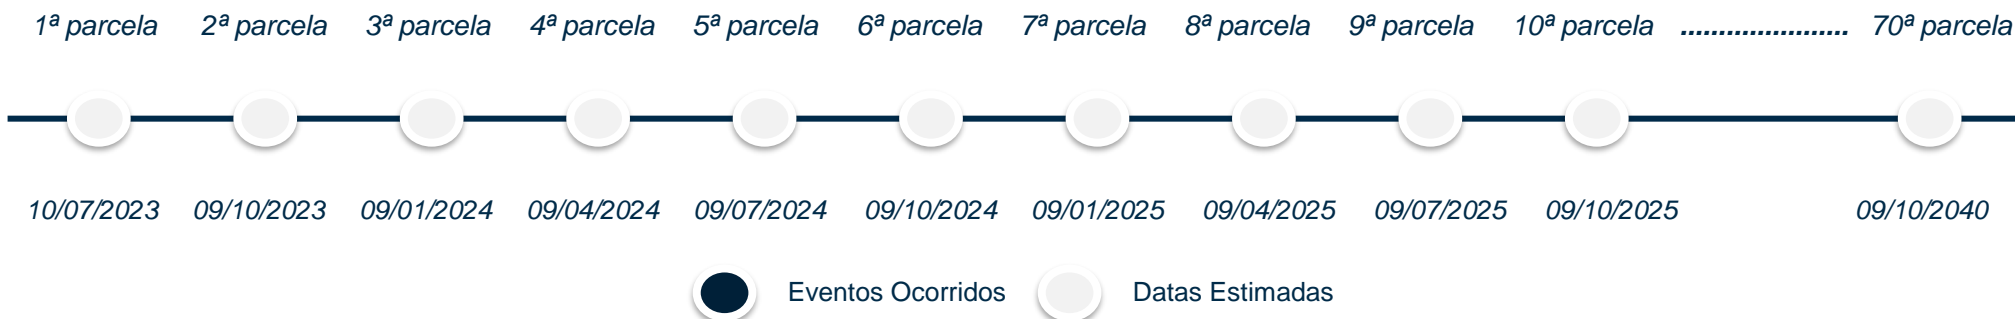 1ª parcela 2ª parcela 3ª parcela 4ª parcela 5ª parcela 6ª parcela 7ª parcela 8ª parcela 9ª parcela 10ª parcela ...................... 70ª parcela
10/07/2023 09/10/2023 09/01/2024 09/04/2024 09/07/2024 09/10/2024 09/01/2025 09/04/2025 09/07/2025 09/10/2025 09/10/2040
Eventos Ocorridos Datas Estimadas